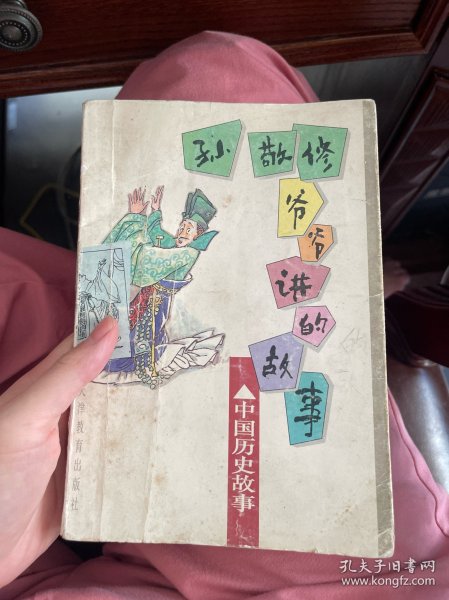 孙敬修
爷爷
讲的
故事
▲中国历史故事
津教育出版社
孔夫子旧书网
www.kongfz.com